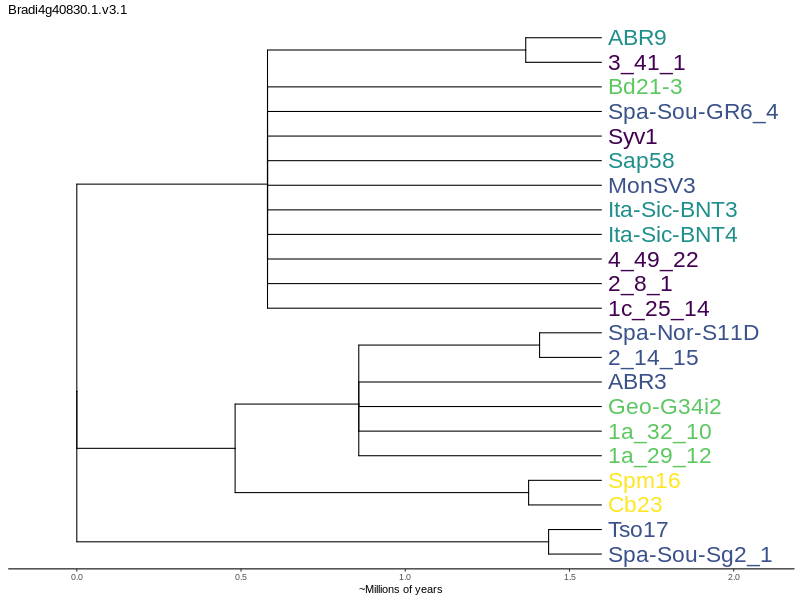 Bradi4g40830.1.v3.1
ABR9
3_41_1
Bd21-3
Spa-Sou-GR6_4
Syv1
Sap58
MonSV3
Ita-Sic-BNT3
Ita-Sic-BNT4
4_49_22
2_8_1
1c_25_14
Spa-Nor-S11D
2_14_15
ABR3
Geo-G34i2
1a_32_10
1a_29_12
Spm16
Cb23
Tso17
Spa-Sou-Sg2_1
0.0 0.5 1.0 1.5 2.0
~Millions of years